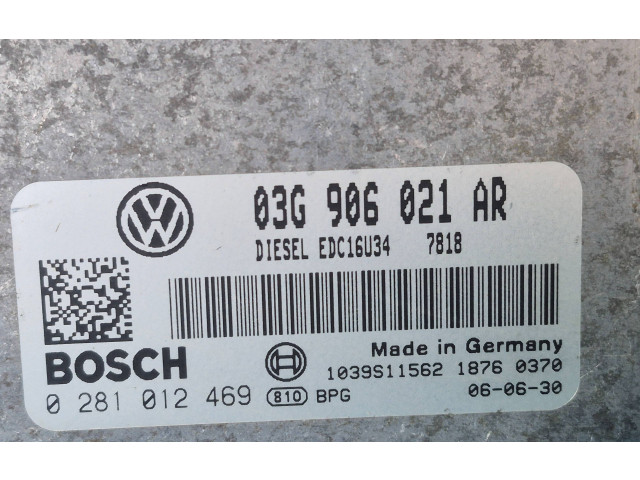 03G 906 021 AR
DIESEL EDC16U34 7818
BOSCH
Made in Germany
1039S11562 1876 0370
0 281 012 469 810 BPG 06-06-30